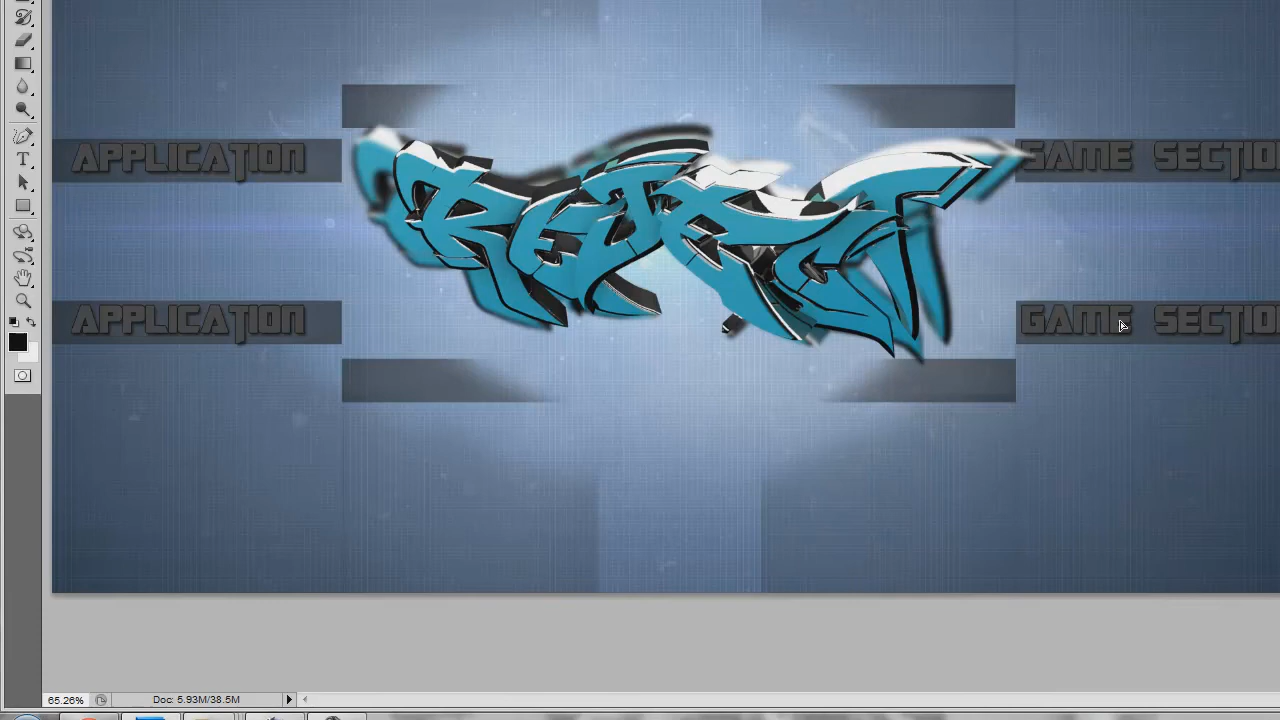 APPLICATION
GAME SECTIO
APPLICATION
GAME SECTIO
65.26%
Doc: 5.93M/38.5M